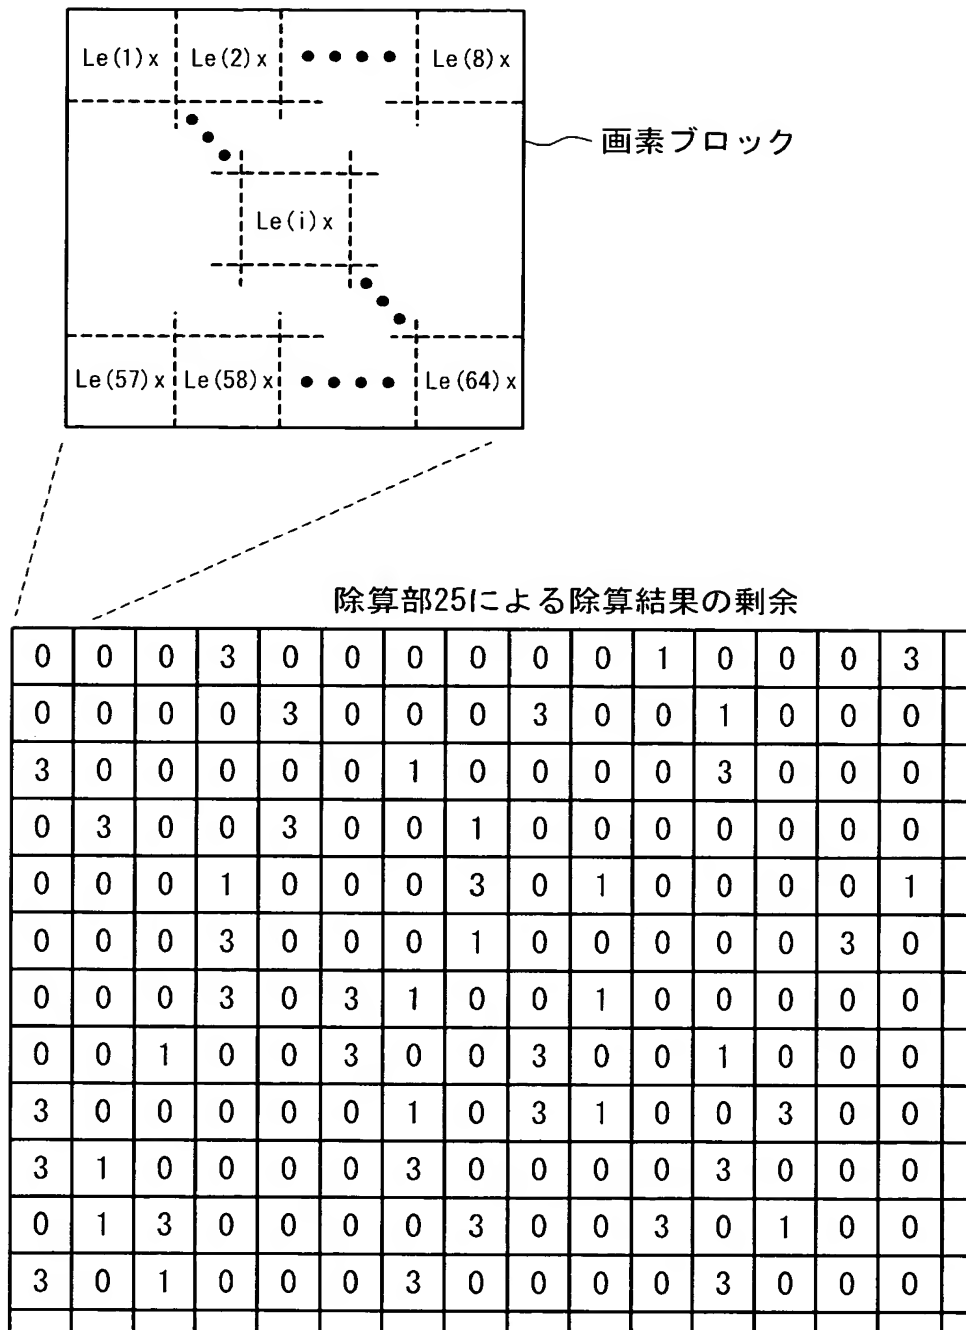 Le(1)x Le(2)x Le(8)x
画素ブロック
Le(i)x
Le(57)x Le(58)x Le(64)x
除算部25による除算結果の剰余
0 0 0 3 0 0 0 0 0 0 1 0 0 0 3
0 0 0 0 3 0 0 0 3 0 0 1 0 0 0
3 0 0 0 0 0 1 0 0 0 0 3 0 0 0
0 3 0 0 3 0 0 1 0 0 0 0 0 0 0
0 0 0 1 0 0 0 3 0 1 0 0 0 0 1
0 0 0 3 0 0 0 1 0 0 0 0 0 3 0
0 0 0 3 0 3 1 0 0 1 0 0 0 0 0
0 0 1 0 0 3 0 0 3 0 0 1 0 0 0
3 0 0 0 0 0 1 0 3 1 0 0 3 0 0
3 1 0 0 0 0 3 0 0 0 0 3 0 0 0
0 1 3 0 0 0 0 3 0 0 3 0 1 0 0
3 0 1 0 0 0 3 0 0 0 0 3 0 0 0